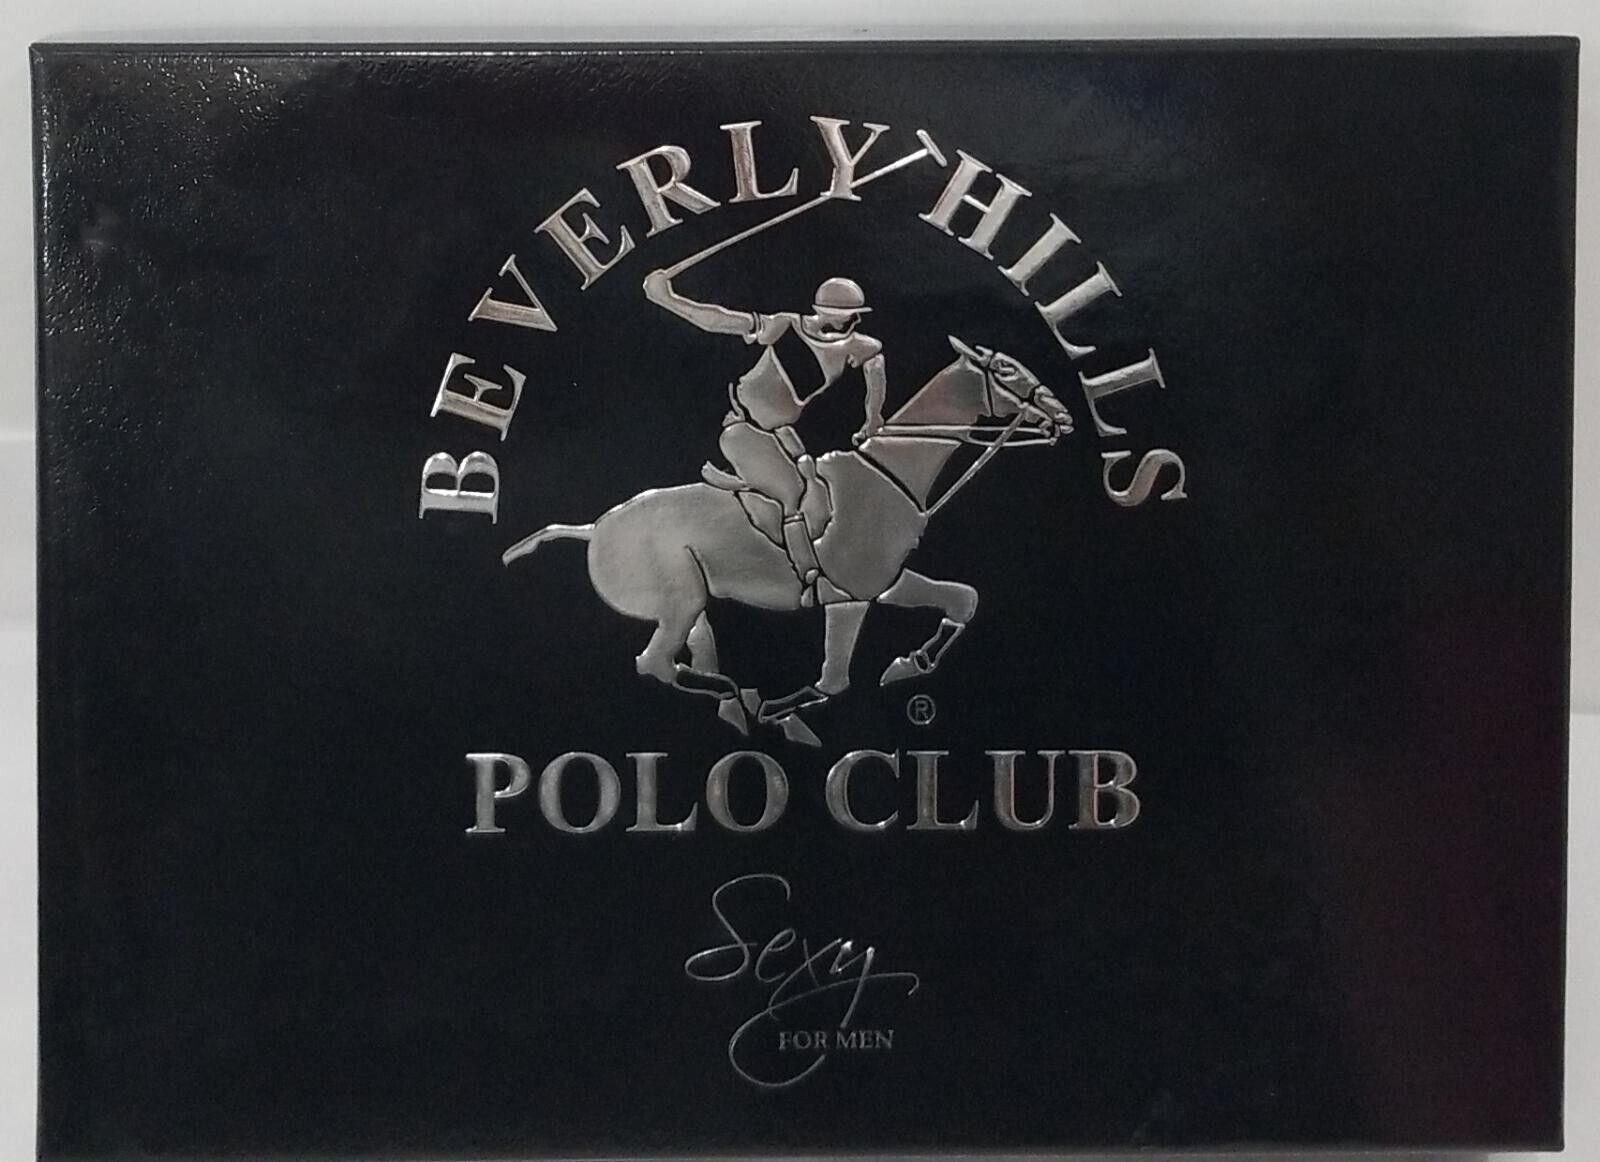 BEVERLY HILLS
®
POLO CLUB
Sexy
FOR MEN